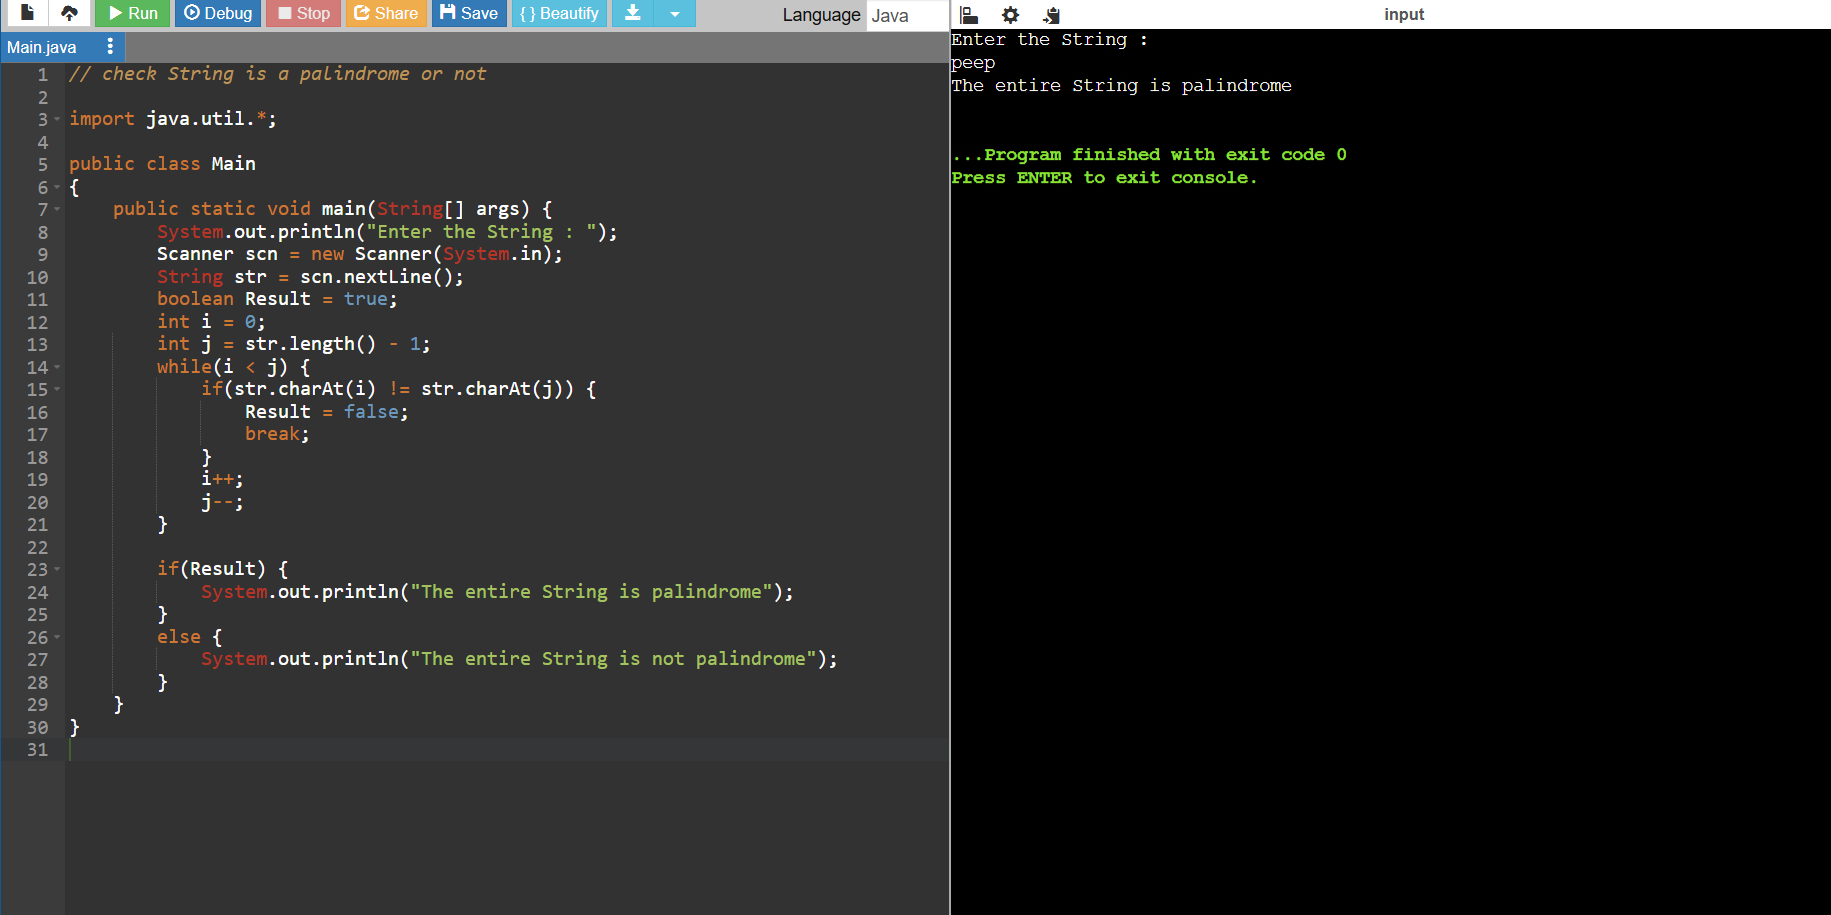 Run Debug Stop Share Save { } Beautify Language Java
Main.java
1 // check String is a palindrome or not
2
3 import java.util.*;
4
5 public class Main
6 {
7 public static void main(String[] args) {
8 System.out.println("Enter the String : ");
9 Scanner scn = new Scanner(System.in);
10 String str = scn.nextLine();
11 boolean Result = true;
12 int i = 0;
13 int j = str.length() - 1;
14 while(i < j) {
15 if(str.charAt(i) != str.charAt(j)) {
16 Result = false;
17 break;
18 }
19 i++;
20 j--;
21 }
22
23 if(Result) {
24 System.out.println("The entire String is palindrome");
25 }
26 else {
27 System.out.println("The entire String is not palindrome");
28 }
29 }
30 }
31
input
Enter the String :
peep
The entire String is palindrome
...Program finished with exit code 0
Press ENTER to exit console.